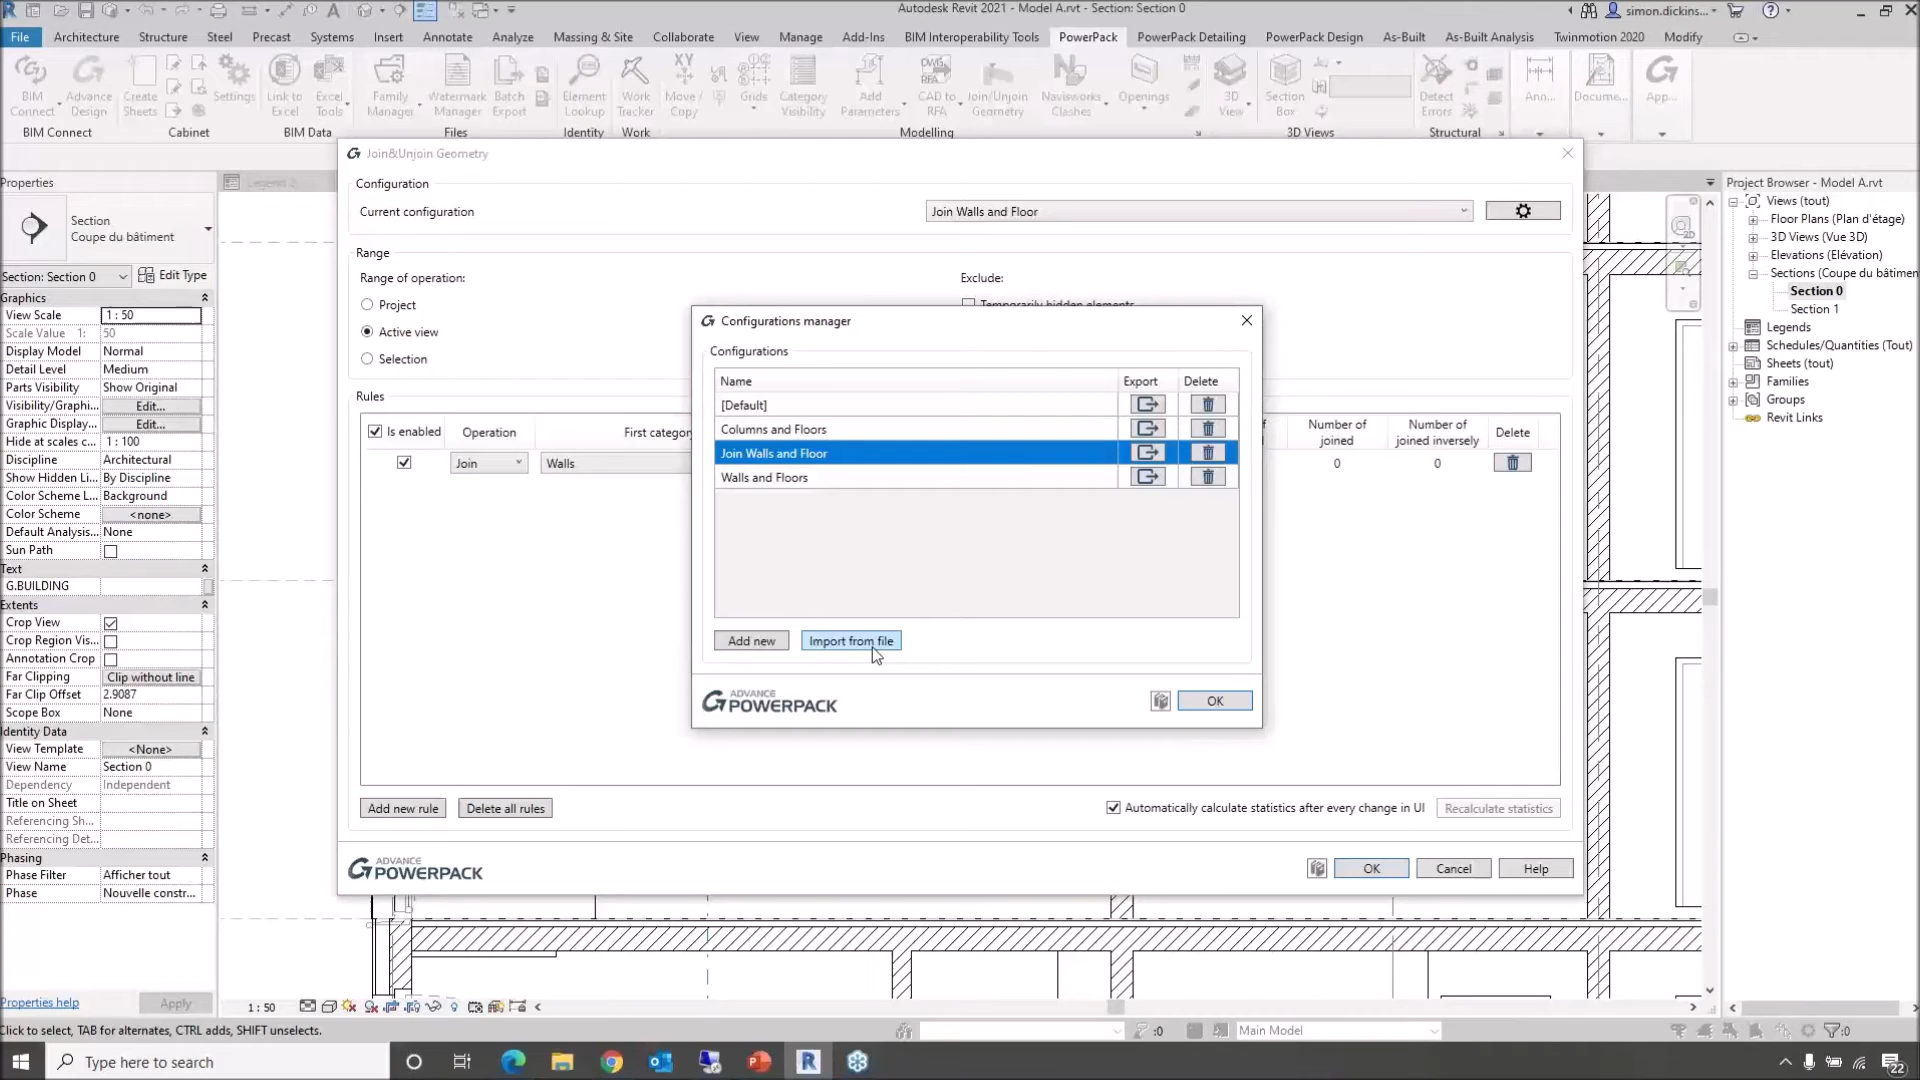 Autodesk Revit 2021 - Model A.rvt - Section: Section 0
simon.dickins...
File
Architecture
Structure
Steel
Precast
Systems
Insert
Annotate
Analyze
Massing & Site
Collaborate
View
Manage
Add-Ins
BIM Interoperability Tools
PowerPack
PowerPack Detailing
PowerPack Design
As-Built
As-Built Analysis
Twinmotion 2020
Modify
BIM Connect
Advance Design
Create Sheets
Settings
Link to Excel
Excel Tools
Family Manager
Watermark Manager
Batch Export
Element Lookup
Work Tracker
Move / Copy
Grids
Category Visibility
Add Parameters
CAD to RFA
Join/Unjoin Geometry
Navisworks Clashes
Openings
3D View
Section Box
Detect Errors
Ann...
Docume...
App...
BIM Connect
Cabinet
BIM Data
Files
Identity
Work
Modelling
3D Views
Structural
Properties
Section
Coupe du bâtiment
Section: Section 0
Edit Type
Graphics
View Scale 1 : 50
Scale Value 1: 50
Display Model Normal
Detail Level Medium
Parts Visibility Show Original
Visibility/Graphi... Edit...
Graphic Display... Edit...
Hide at scales c... 1 : 100
Discipline Architectural
Show Hidden Li... By Discipline
Color Scheme L... Background
Color Scheme <none>
Default Analysis... None
Sun Path
Text
G.BUILDING
Extents
Crop View
Crop Region Vis...
Annotation Crop
Far Clipping Clip without line
Far Clip Offset 2.9087
Scope Box None
Identity Data
View Template <None>
View Name Section 0
Dependency Independent
Title on Sheet
Referencing Sh...
Referencing Det...
Phasing
Phase Filter Afficher tout
Phase Nouvelle constr...
Properties help
Apply
Join&Unjoin Geometry
Configuration
Current configuration
Join Walls and Floor
Range
Range of operation:
Exclude:
Project
Temporarily hidden elements
Active view
Selection
Rules
Is enabled
Operation
First category
Number of joined
Number of joined inversely
Delete
Join
Walls
0
0
Configurations manager
Configurations
Name
Export
Delete
[Default]
Columns and Floors
Join Walls and Floor
Walls and Floors
Add new
Import from file
ADVANCE
POWERPACK
OK
Add new rule
Delete all rules
Automatically calculate statistics after every change in UI
Recalculate statistics
ADVANCE
POWERPACK
OK
Cancel
Help
Project Browser - Model A.rvt
Views (tout)
Floor Plans (Plan d'étage)
3D Views (Vue 3D)
Elevations (Elévation)
Sections (Coupe du bâtimen
Section 0
Section 1
Legends
Schedules/Quantities (Tout)
Sheets (tout)
Families
Groups
Revit Links
1 : 50
Click to select, TAB for alternates, CTRL adds, SHIFT unselects.
:0
Main Model
:0
Type here to search
22